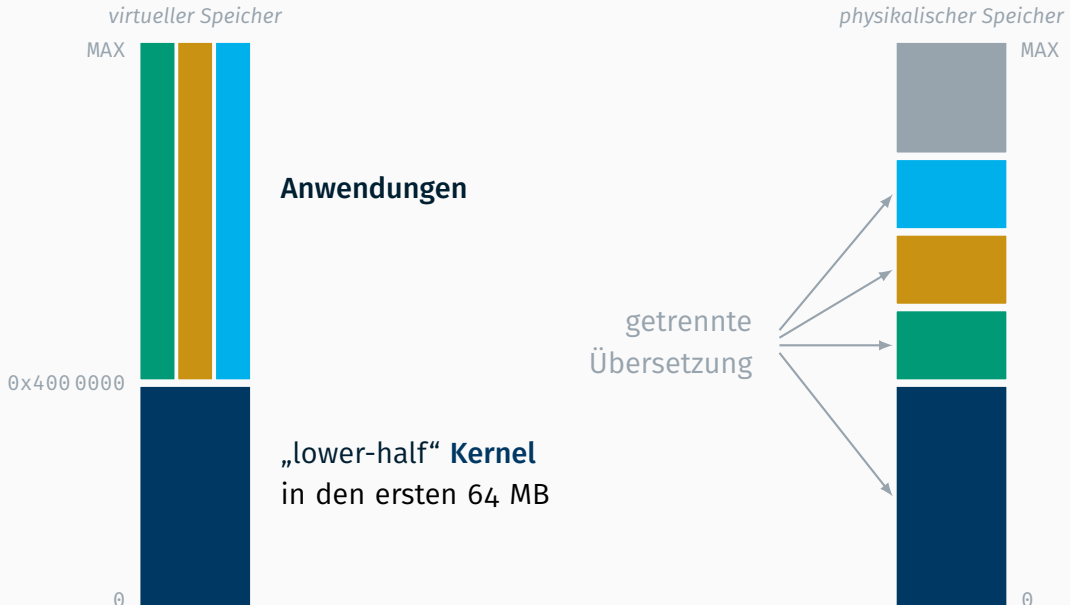 virtueller Speicher
physikalischer Speicher
MAX
MAX
Anwendungen
getrennte
Übersetzung
0x400 0000
„lower-half“ Kernel
in den ersten 64 MB
0
0